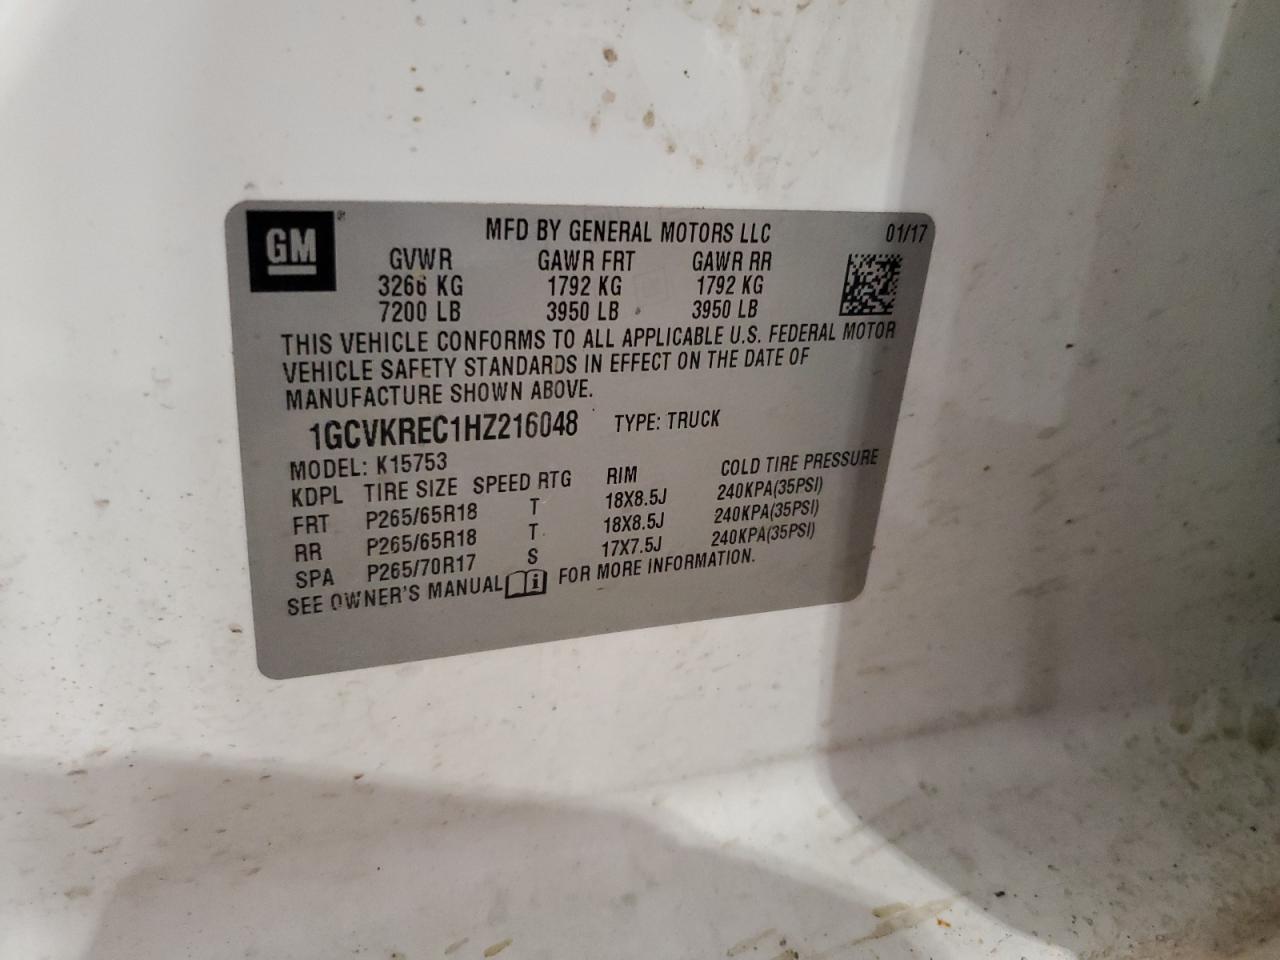 GM® MFD BY GENERAL MOTORS LLC 01/17
GVWR GAWR FRT GAWR RR
3266 KG 1792 KG 1792 KG
7200 LB 3950 LB 3950 LB
THIS VEHICLE CONFORMS TO ALL APPLICABLE U.S. FEDERAL MOTOR
VEHICLE SAFETY STANDARDS IN EFFECT ON THE DATE OF
MANUFACTURE SHOWN ABOVE.
1GCVKREC1HZ216048 TYPE: TRUCK
MODEL: K15753
KDPL TIRE SIZE SPEED RTG RIM COLD TIRE PRESSURE
FRT P265/65R18 T 18X8.5J 240KPA(35PSI)
RR P265/65R18 T 18X8.5J 240KPA(35PSI)
SPA P265/70R17 S 17X7.5J 240KPA(35PSI)
SEE OWNER'S MANUAL FOR MORE INFORMATION.